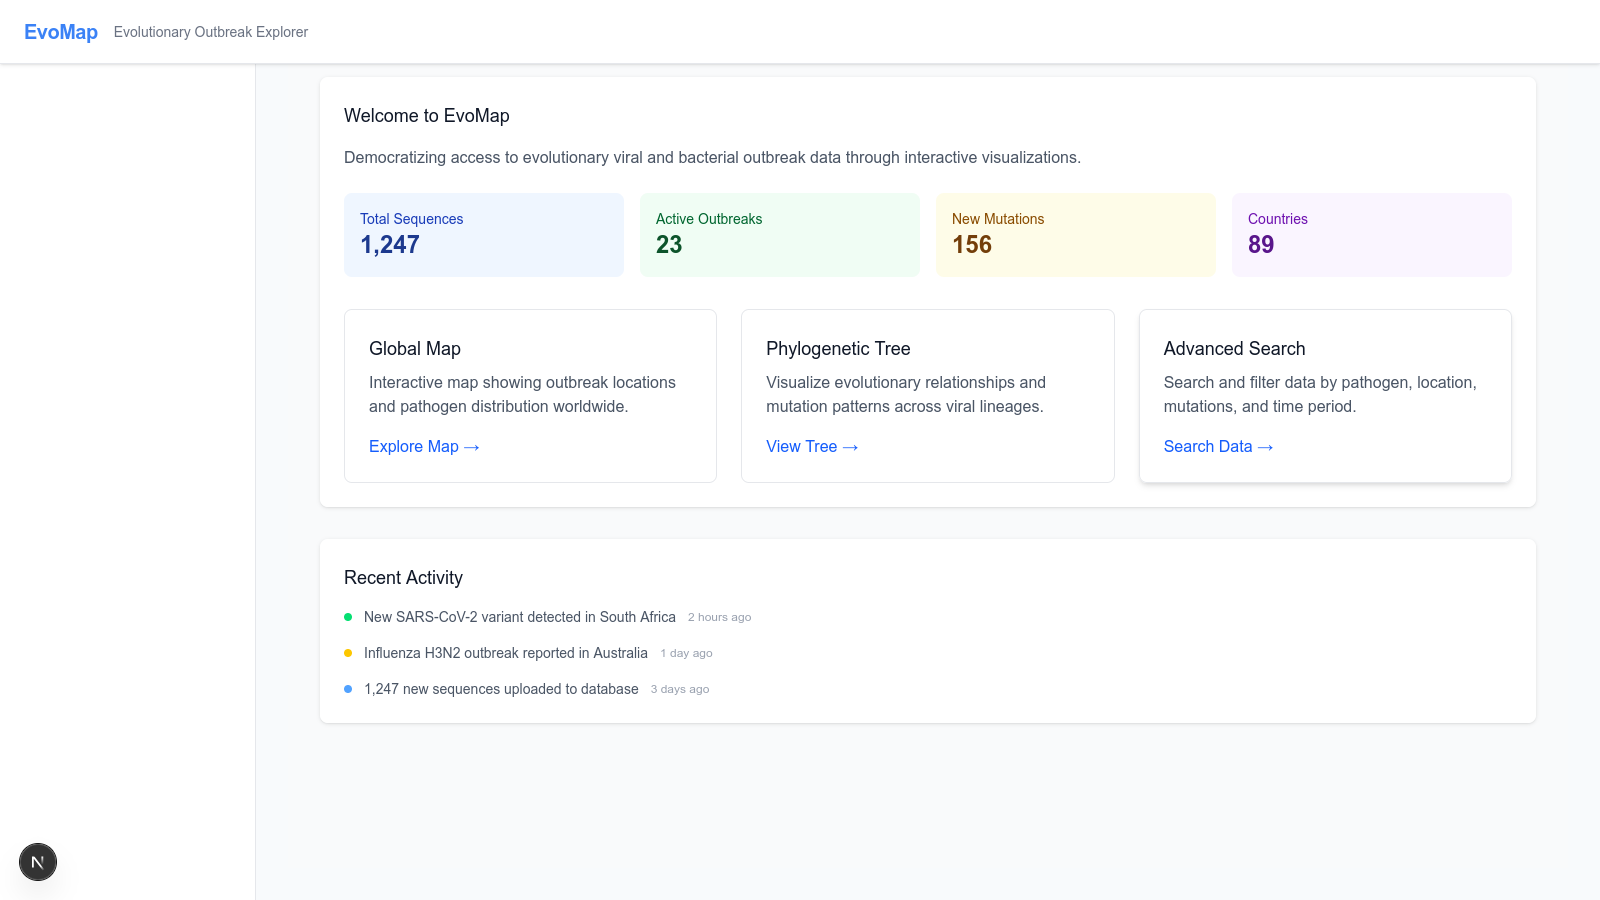 EvoMap
Evolutionary Outbreak Explorer
Welcome to EvoMap
Democratizing access to evolutionary viral and bacterial outbreak data through interactive visualizations.
Total Sequences
1,247
Active Outbreaks
23
New Mutations
156
Countries
89
Global Map
Interactive map showing outbreak locations
and pathogen distribution worldwide.
Explore Map →
Phylogenetic Tree
Visualize evolutionary relationships and
mutation patterns across viral lineages.
View Tree →
Advanced Search
Search and filter data by pathogen, location,
mutations, and time period.
Search Data →
Recent Activity
New SARS-CoV-2 variant detected in South Africa 2 hours ago
Influenza H3N2 outbreak reported in Australia 1 day ago
1,247 new sequences uploaded to database 3 days ago
N